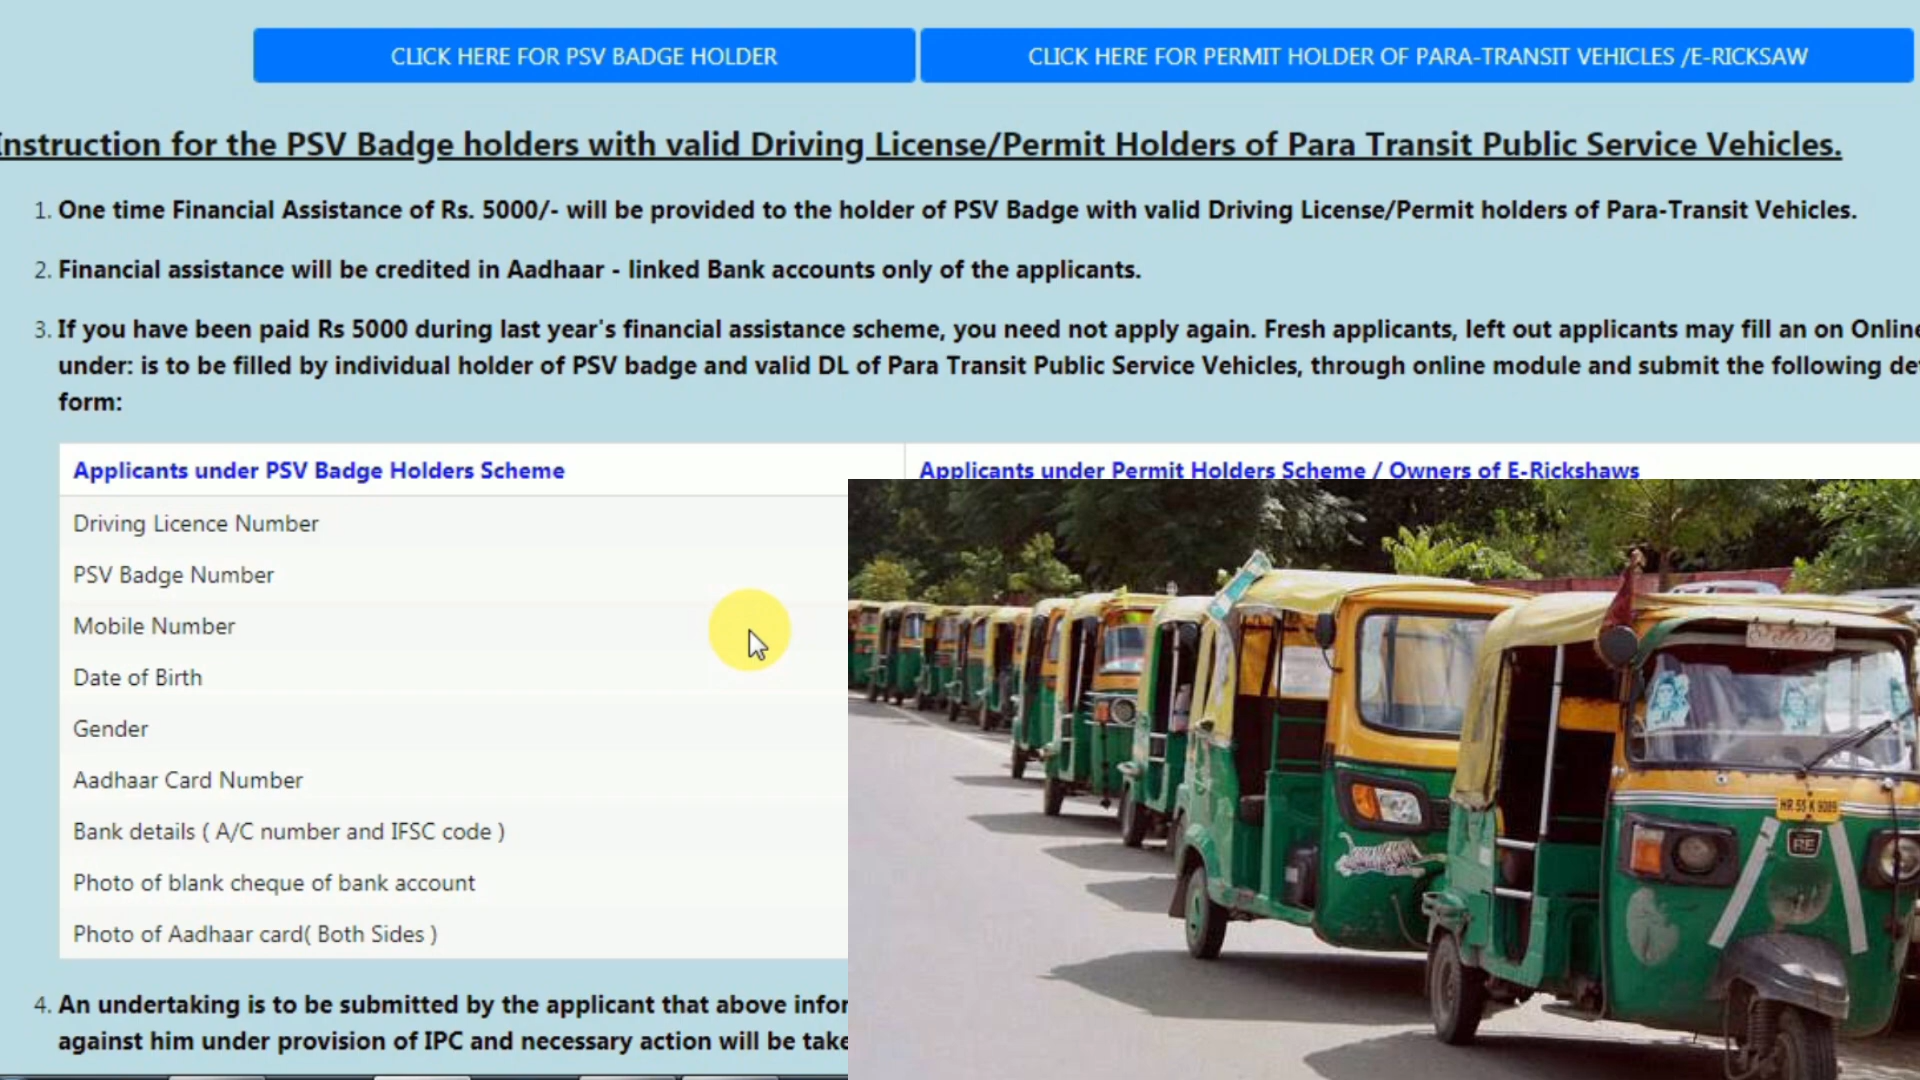 CLICK HERE FOR PSV BADGE HOLDER
CLICK HERE FOR PERMIT HOLDER OF PARA-TRANSIT VEHICLES /E-RICKSAW
Instruction for the PSV Badge holders with valid Driving License/Permit Holders of Para Transit Public Service Vehicles.
1. One time Financial Assistance of Rs. 5000/- will be provided to the holder of PSV Badge with valid Driving License/Permit holders of Para-Transit Vehicles.
2. Financial assistance will be credited in Aadhaar - linked Bank accounts only of the applicants.
3. If you have been paid Rs 5000 during last year's financial assistance scheme, you need not apply again. Fresh applicants, left out applicants may fill an on Online
under: is to be filled by individual holder of PSV badge and valid DL of Para Transit Public Service Vehicles, through online module and submit the following
form:
Applicants under PSV Badge Holders Scheme
Applicants under Permit Holders Scheme / Owners of E-Rickshaws
Driving Licence Number
PSV Badge Number
Mobile Number
Date of Birth
Gender
Aadhaar Card Number
Bank details ( A/C number and IFSC code )
Photo of blank cheque of bank account
Photo of Aadhaar card( Both Sides )
4. An undertaking is to be submitted by the applicant that above
against him under provision of IPC and necessary action will be
HR 55 K 9089
RE